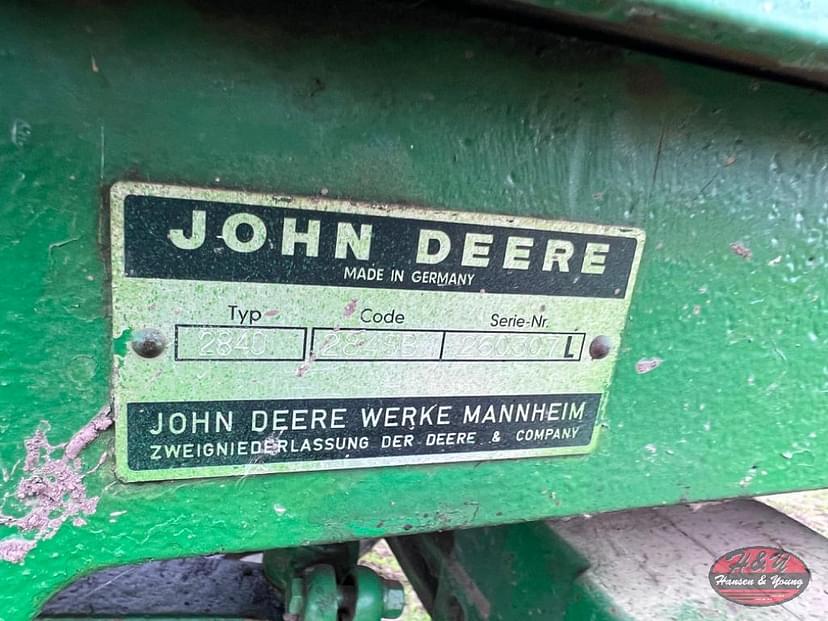 JOHN DEERE
MADE IN GERMANY
Typ Code Serie-Nr.
2840 L
JOHN DEERE WERKE MANNHEIM
ZWEIGNIEDERLASSUNG DER DEERE & COMPANY
H&Y
Hansen & Young